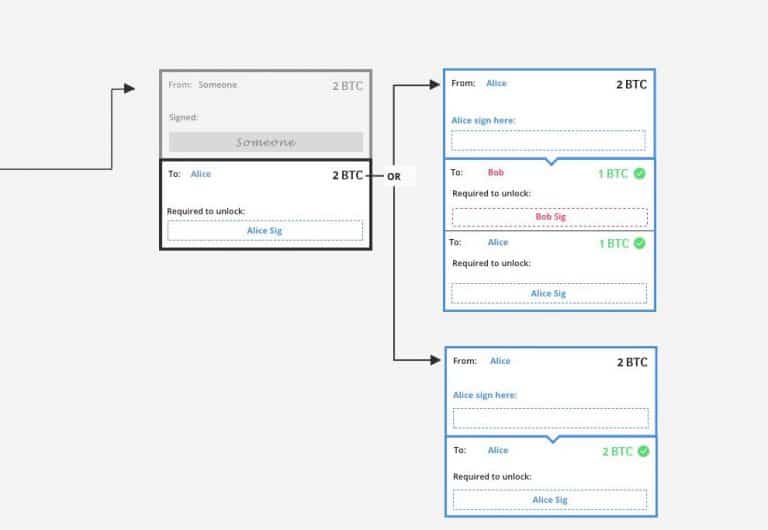 From: Someone 2 BTC
Signed:
Someone
To: Alice 2 BTC
Required to unlock:
Alice Sig
OR
From: Alice 2 BTC
Alice sign here:
To: Bob 1 BTC
Required to unlock:
Bob Sig
To: Alice 1 BTC
Required to unlock:
Alice Sig
From: Alice 2 BTC
Alice sign here:
To: Alice 2 BTC
Required to unlock:
Alice Sig